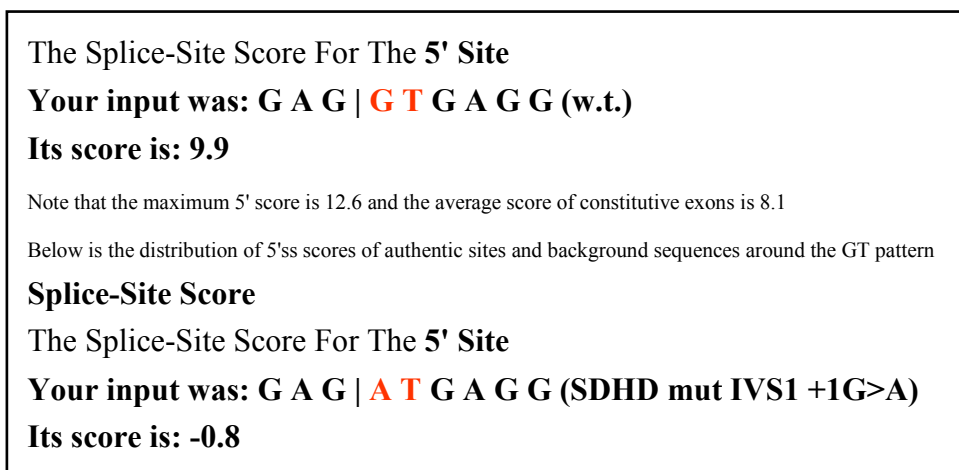 The Splice-Site Score For The 5' Site
Your input was: G A G | G T G A G G (w.t.)
Its score is: 9.9
Note that the maximum 5' score is 12.6 and the average score of constitutive exons is 8.1
Below is the distribution of 5'ss scores of authentic sites and background sequences around the GT pattern
Splice-Site Score
The Splice-Site Score For The 5' Site
Your input was: G A G | A T G A G G (SDHD mut IVS1 +1G>A)
Its score is: -0.8